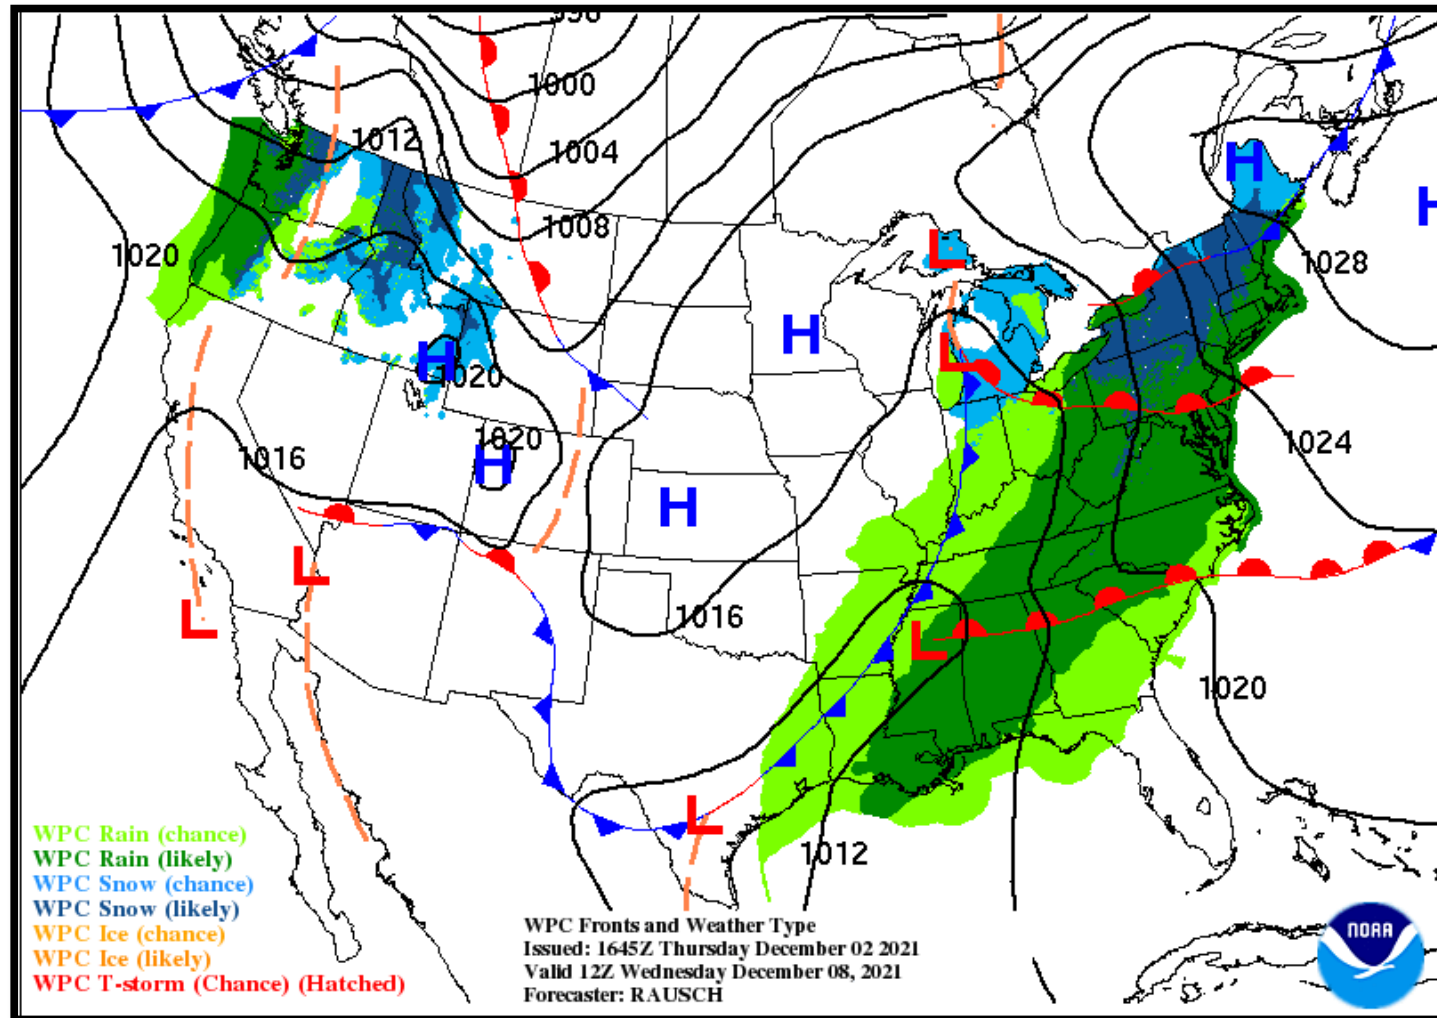 998
1000
1012
1004
1008
1020
1028
H
H
L
H
H
L
1020
1020
H
1024
1016
H
L
1016
L
L
1020
L
1012
WPC Rain (chance)
WPC Rain (likely)
WPC Snow (chance)
WPC Snow (likely)
WPC Ice (chance)
WPC Ice (likely)
WPC T-storm (Chance) (Hatched)
WPC Fronts and Weather Type
Issued: 1645Z Thursday December 02 2021
Valid 12Z Wednesday December 08, 2021
Forecaster: RAUSCH
NOAA